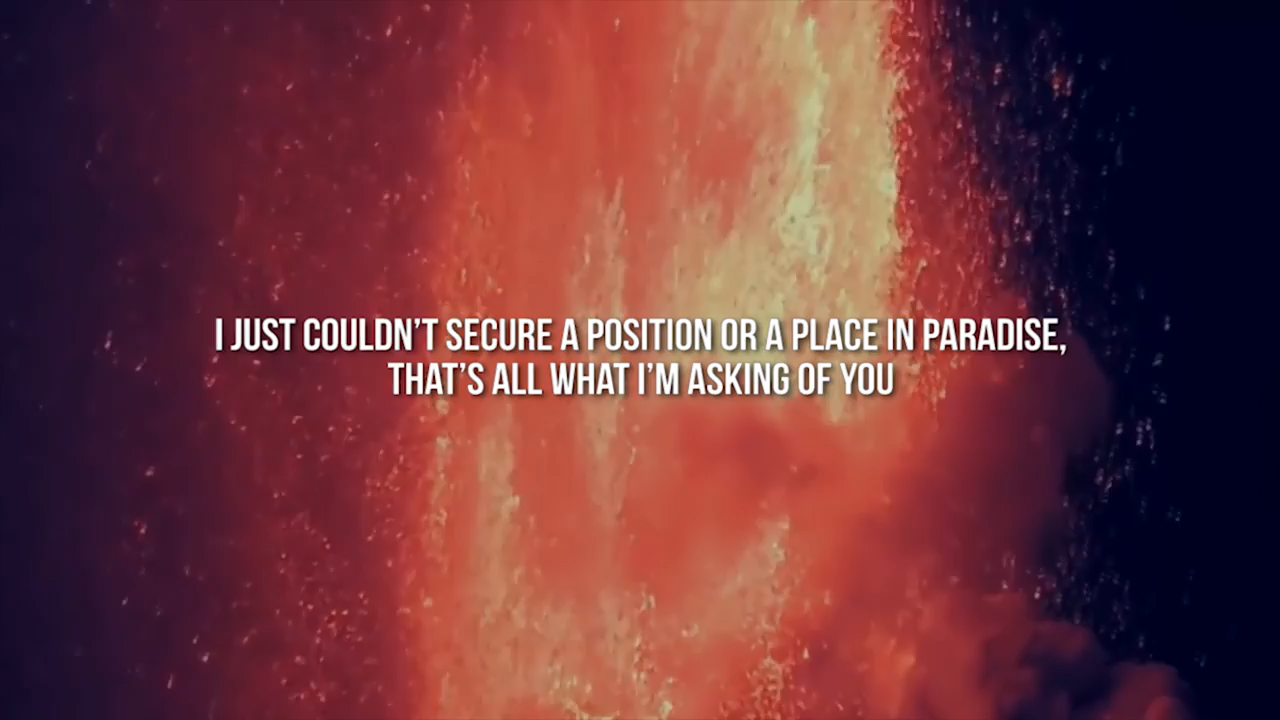 I JUST COULDN'T SECURE A POSITION OR A PLACE IN PARADISE,
THAT'S ALL WHAT I'M ASKING OF YOU